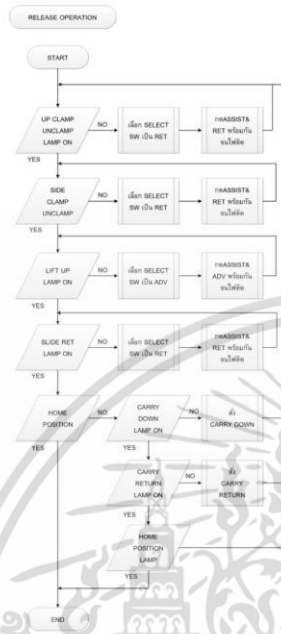 RELEASE OPERATION
START
UP CLAMP
UNCLAMP
LAMP ON
NO
เลือก SELECT
SW เป็น RET
กดASSIST&
RET พร้อมกัน
จนไฟติด
YES
SIDE
CLAMP
UNCLAMP
NO
เลือก SELECT
SW เป็น RET
กดASSIST&
RET พร้อมกัน
จนไฟติด
YES
LIFT UP
LAMP ON
NO
เลือก SELECT
SW เป็น ADV
กดASSIST&
ADV พร้อมกัน
จนไฟติด
YES
SLIDE RET
LAMP ON
NO
เลือก SELECT
SW เป็น RET
กดASSIST&
RET พร้อมกัน
จนไฟติด
YES
HOME
POSITION
NO
CARRY
DOWN
LAMP ON
NO
สั่ง
CARRY DOWN
YES
YES
CARRY
RETURN
LAMP ON
NO
สั่ง
CARRY
RETURN
YES
HOME
POSITION
LAMP
YES
END